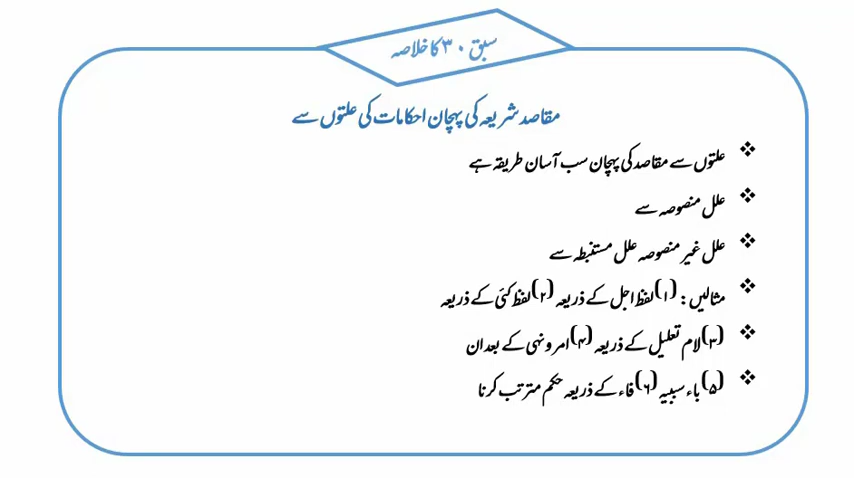 سبق ۳۰ کا خلاصہ
مقاصد شریعہ کی پہچان احکامات کی علتوں سے
❖ علتوں سے مقاصد کی پہچان سب آسان طریقہ ہے
❖ علل منصوصہ سے
❖ علل غیر منصوصہ علل مستنبطہ سے
❖ مثالیں: (۱) لفظ اجل کے ذریعہ (۲) لفظ کئی کے ذریعہ
❖ (۳) لام تعلیل کے ذریعہ (۴) امر و نہی کے بعد ان
❖ (۵) باء سببیہ (۶) فاء کے ذریعہ حکم مترتب کرنا